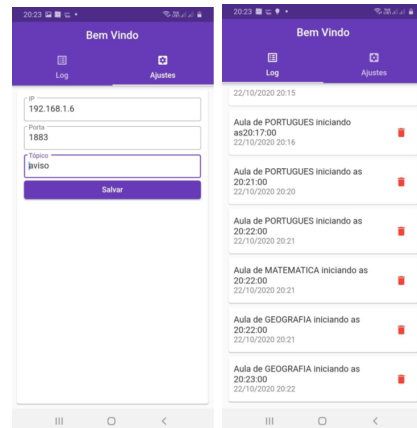 20:23
Bem Vindo
Log
Ajustes
IP
192.168.1.6
Porta
1883
Tópico
aviso
Salvar
20:23
Bem Vindo
Log
Ajustes
22/10/2020 20:15
Aula de PORTUGUES iniciando
as20:17:00
22/10/2020 20:16
Aula de PORTUGUES iniciando as
20:21:00
22/10/2020 20:20
Aula de PORTUGUES iniciando as
20:22:00
22/10/2020 20:21
Aula de MATEMATICA iniciando as
20:22:00
22/10/2020 20:21
Aula de GEOGRAFIA iniciando as
20:22:00
22/10/2020 20:21
Aula de GEOGRAFIA iniciando as
20:23:00
22/10/2020 20:22